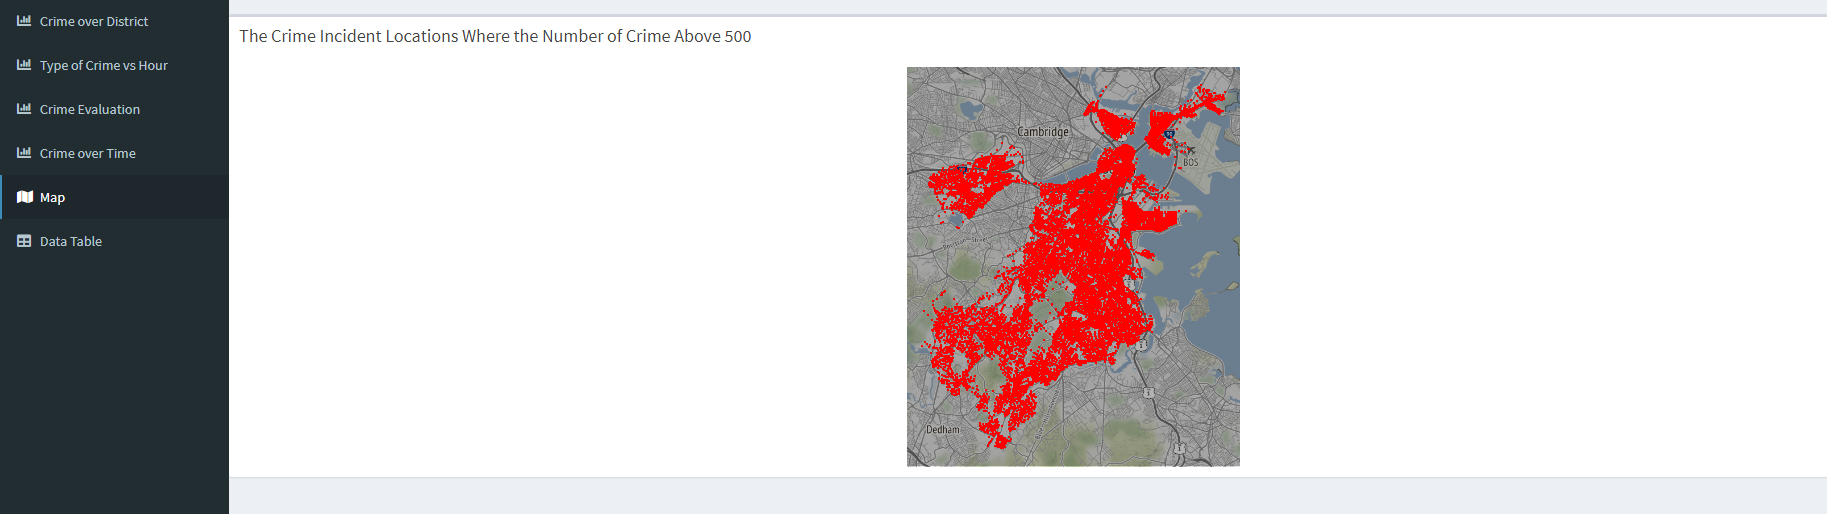 Crime over District
Type of Crime vs Hour
Crime Evaluation
Crime over Time
Map
Data Table
The Crime Incident Locations Where the Number of Crime Above 500
Cambridge
BOS
Dedham